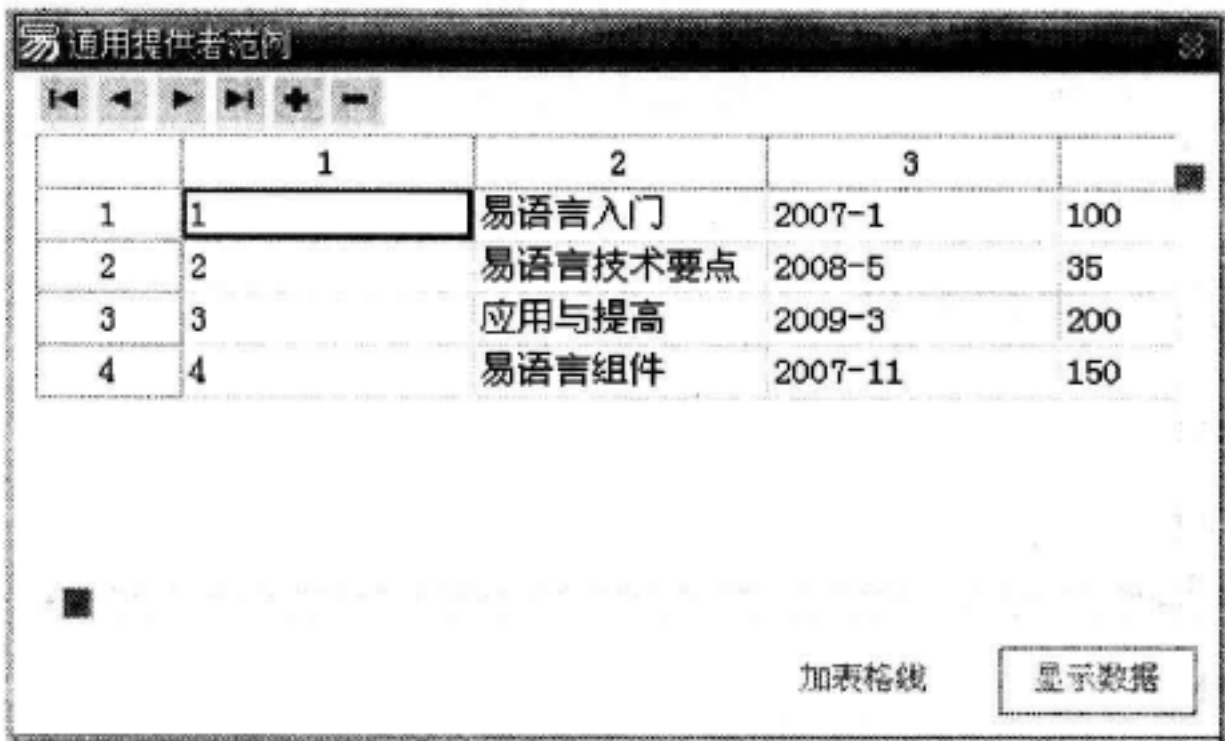 易 通用提供者范例
1 2 3
1 1 易语言入门 2007-1 100
2 2 易语言技术要点 2008-5 35
3 3 应用与提高 2009-3 200
4 4 易语言组件 2007-11 150
加表格线 显示数据